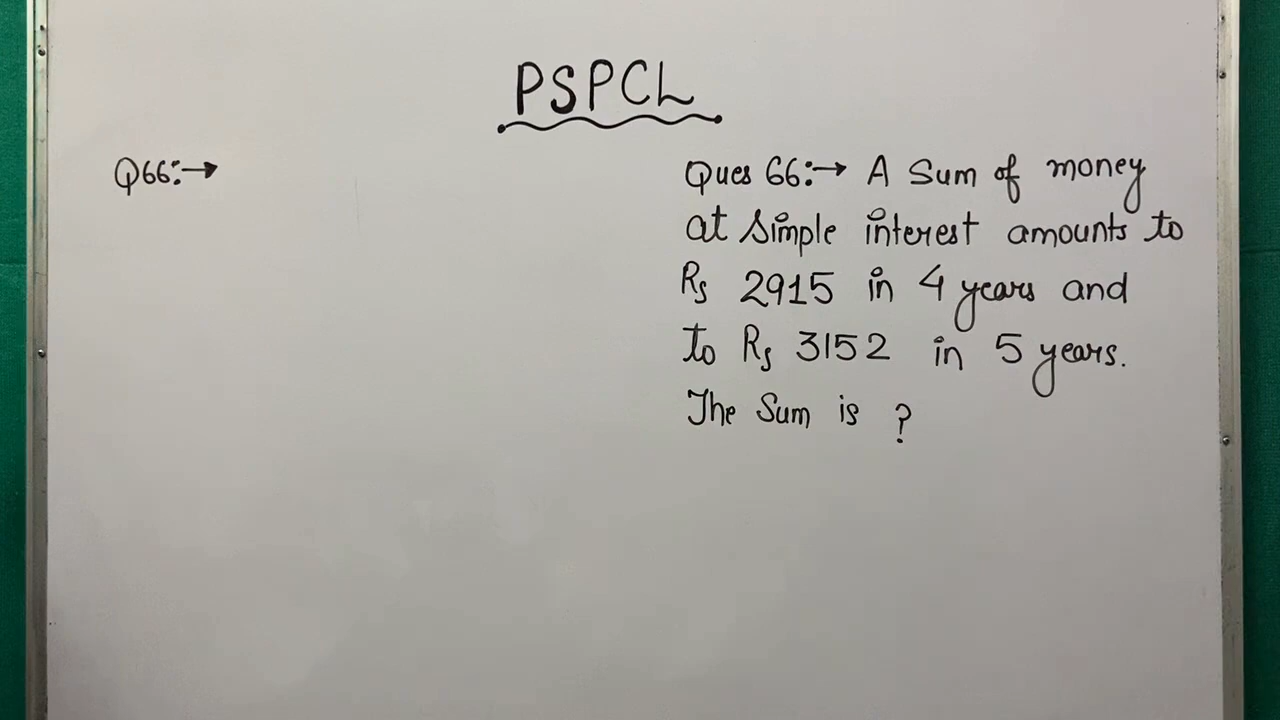 PSPCL
Q66:→
Ques 66:→ A Sum of money
at simple interest amounts to
Rs 2915 in 4 years and
to Rs 3152 in 5 years.
The Sum is ?